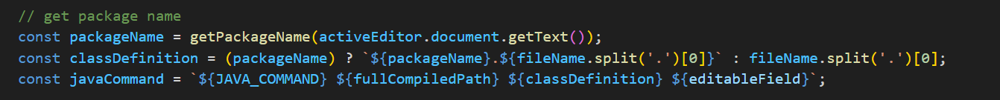 // get package name
const packageName = getPackageName(activeEditor.document.getText());
const classDefinition = (packageName) ? `${packageName}.${fileName.split('.')[0]}` : fileName.split('.')[0];
const javaCommand = `${JAVA_COMMAND} ${fullCompiledPath} ${classDefinition} ${editableField}`;